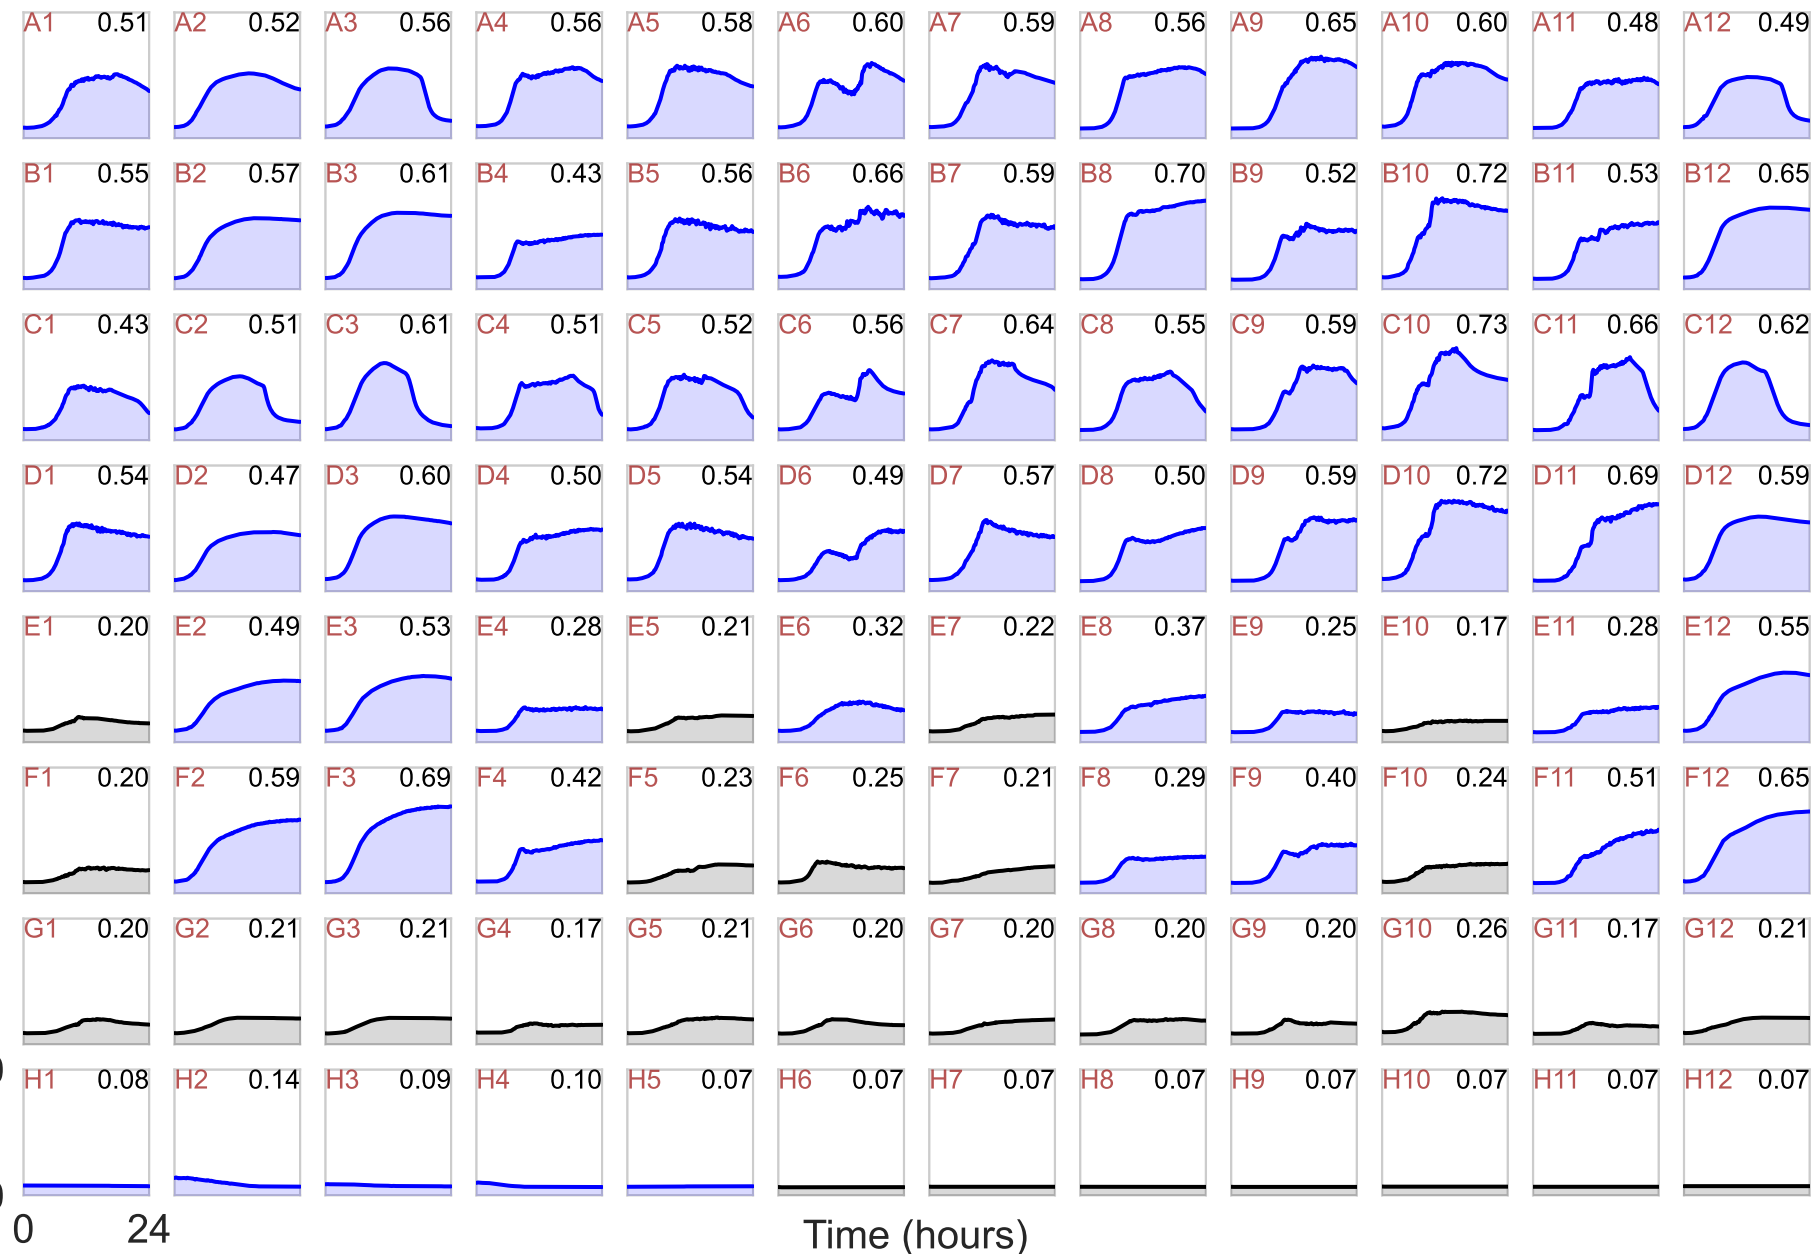 A1 0.51 A2 0.52 A3 0.56 A4 0.56 A5 0.58 A6 0.60 A7 0.59 A8 0.56 A9 0.65 A10 0.60 A11 0.48 A12 0.49
B1 0.55 B2 0.57 B3 0.61 B4 0.43 B5 0.56 B6 0.66 B7 0.59 B8 0.70 B9 0.52 B10 0.72 B11 0.53 B12 0.65
C1 0.43 C2 0.51 C3 0.61 C4 0.51 C5 0.52 C6 0.56 C7 0.64 C8 0.55 C9 0.59 C10 0.73 C11 0.66 C12 0.62
D1 0.54 D2 0.47 D3 0.60 D4 0.50 D5 0.54 D6 0.49 D7 0.57 D8 0.50 D9 0.59 D10 0.72 D11 0.69 D12 0.59
E1 0.20 E2 0.49 E3 0.53 E4 0.28 E5 0.21 E6 0.32 E7 0.22 E8 0.37 E9 0.25 E10 0.17 E11 0.28 E12 0.55
F1 0.20 F2 0.59 F3 0.69 F4 0.42 F5 0.23 F6 0.25 F7 0.21 F8 0.29 F9 0.40 F10 0.24 F11 0.51 F12 0.65
G1 0.20 G2 0.21 G3 0.21 G4 0.17 G5 0.21 G6 0.20 G7 0.20 G8 0.20 G9 0.20 G10 0.26 G11 0.17 G12 0.21
H1 0.08 H2 0.14 H3 0.09 H4 0.10 H5 0.07 H6 0.07 H7 0.07 H8 0.07 H9 0.07 H10 0.07 H11 0.07 H12 0.07
0 24 Time (hours)